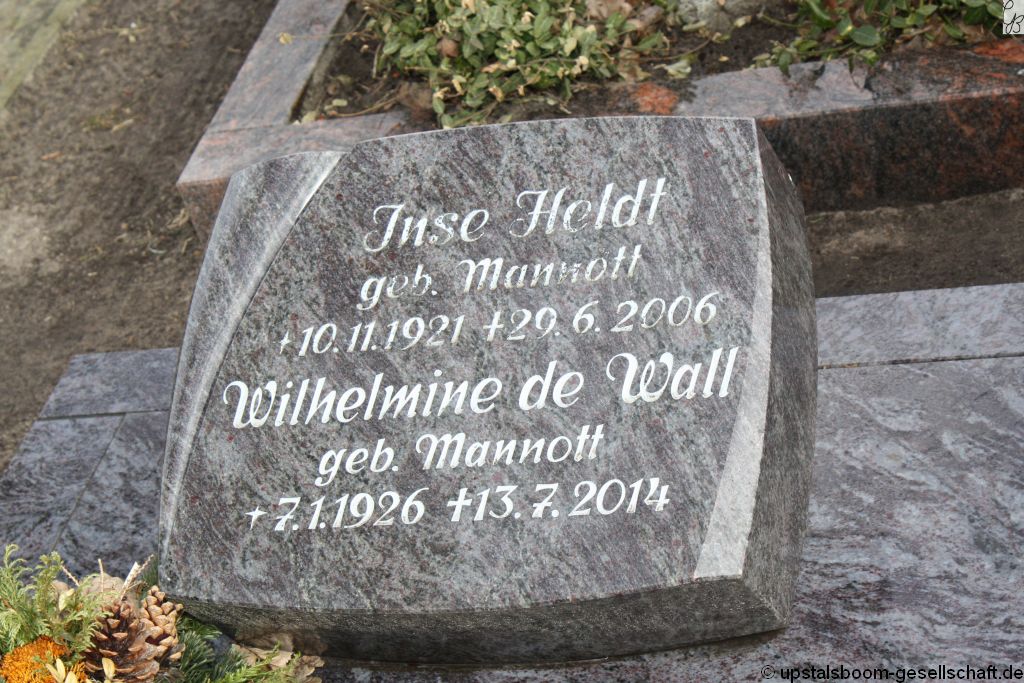 Inse Heldt
geb. Mannott
+10.11.1921 +29.6.2006
Wilhelmine de Wall
geb. Mannott
+7.1.1926 +13.7.2014
© upstalsboom-gesellschaft.de